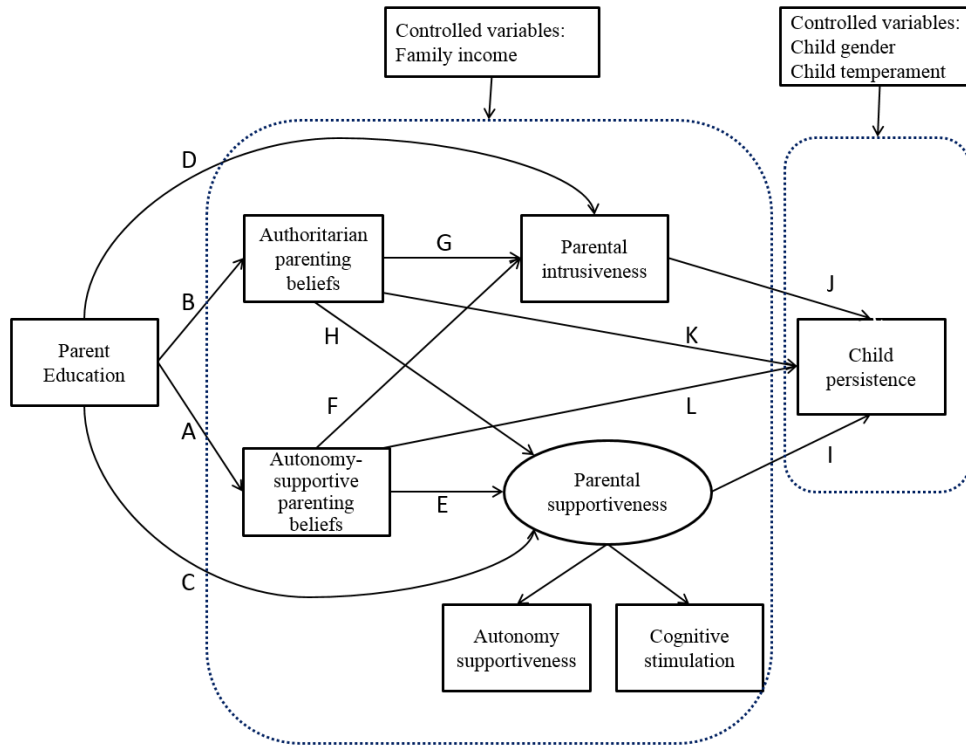 Controlled variables:
Family income
Controlled variables:
Child gender
Child temperament
D
Authoritarian
parenting
beliefs
G
Parental
intrusiveness
B
J
H
K
Parent
Education
Child
persistence
F
L
A
Autonomy-
supportive
parenting
beliefs
E
Parental
supportiveness
I
C
Autonomy
supportiveness
Cognitive
stimulation